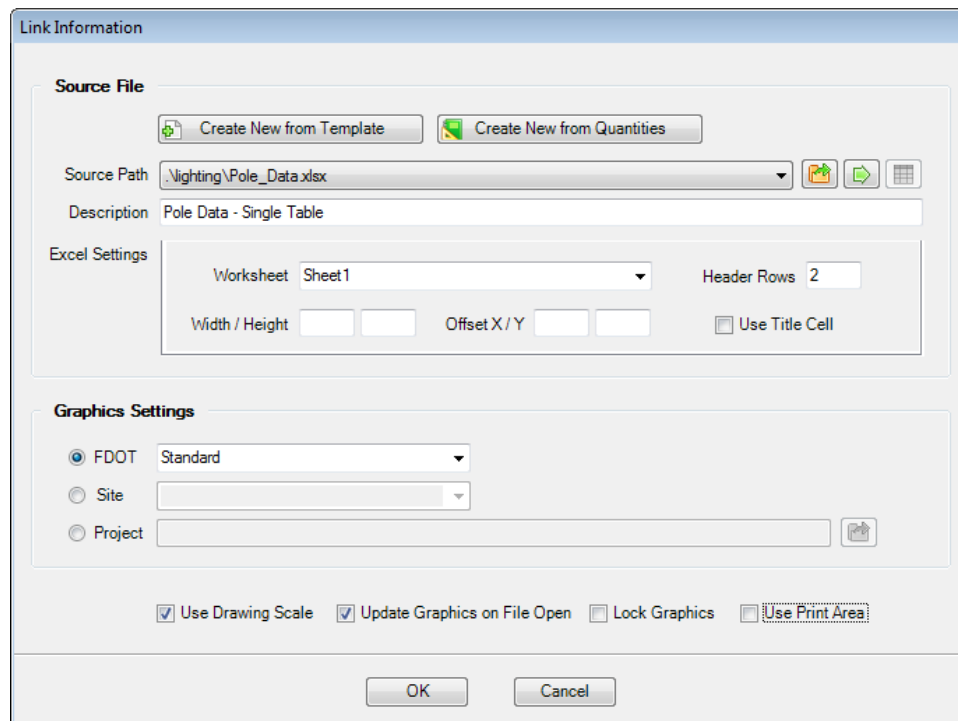 Link Information
Source File
Create New from Template Create New from Quantities
Source Path .\lighting\Pole_Data.xlsx
Description Pole Data - Single Table
Excel Settings
Worksheet Sheet1 Header Rows 2
Width / Height Offset X / Y Use Title Cell
Graphics Settings
FDOT Standard
Site
Project
Use Drawing Scale Update Graphics on File Open Lock Graphics Use Print Area
OK Cancel